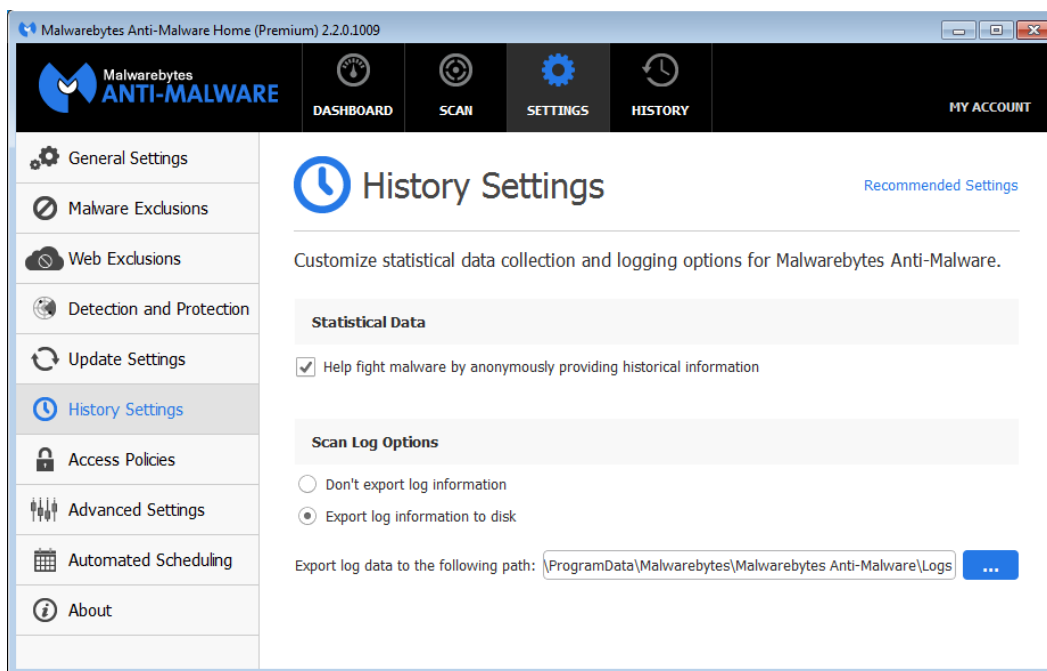 Malwarebytes Anti-Malware Home (Premium) 2.2.0.1009
Malwarebytes
ANTI-MALWARE
DASHBOARD
SCAN
SETTINGS
HISTORY
MY ACCOUNT
General Settings
Malware Exclusions
Web Exclusions
Detection and Protection
Update Settings
History Settings
Access Policies
Advanced Settings
Automated Scheduling
About
History Settings
Recommended Settings
Customize statistical data collection and logging options for Malwarebytes Anti-Malware.
Statistical Data
Help fight malware by anonymously providing historical information
Scan Log Options
Don't export log information
Export log information to disk
Export log data to the following path: \ProgramData\Malwarebytes\Malwarebytes Anti-Malware\Logs ...